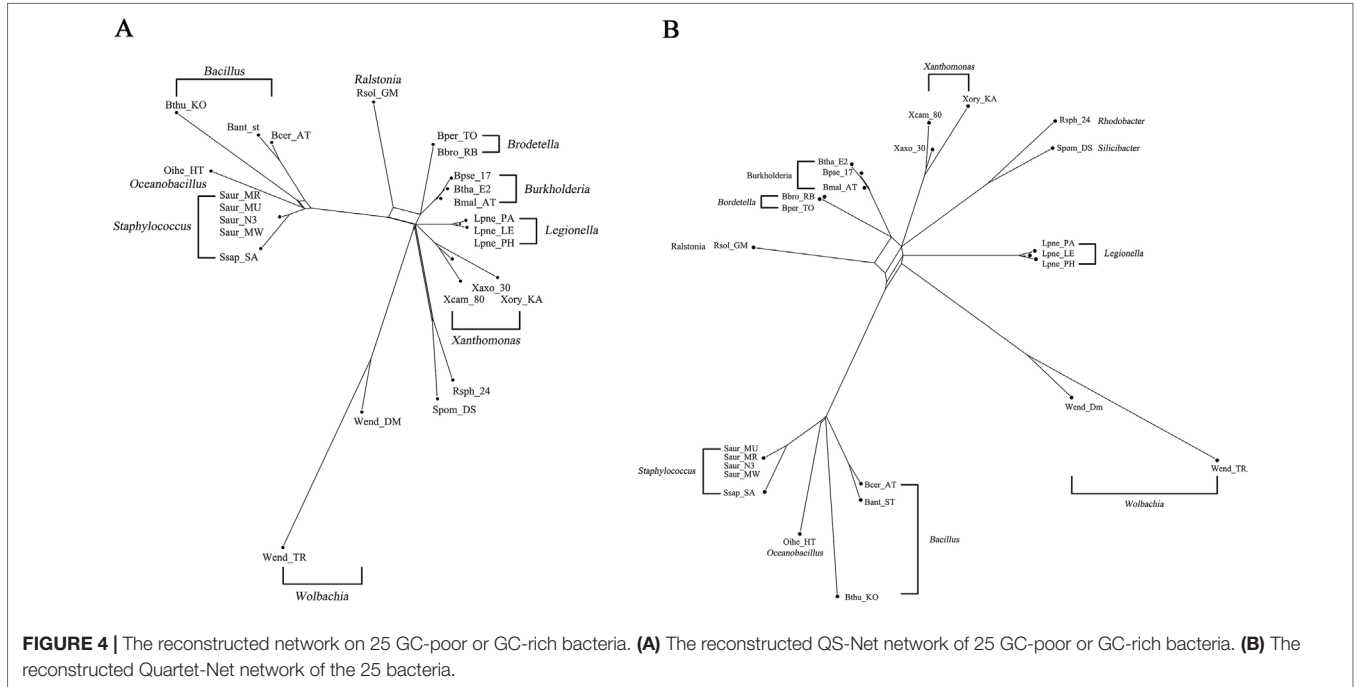 A
Bacillus
Bthu_KO
Bant_st
Bcer_AT
Oihe_HT
Oceanobacillus
Saur_MR
Saur_MU
Saur_N3
Saur_MW
Staphylococcus
Ssap_SA
Ralstonia
Rsol_GM
Bper_TO
Bbro_RB
Brodetella
Bpse_17
Btha_E2
Bmal_AT
Burkholderia
Lpne_PA
Lpne_LE
Lpne_PH
Legionella
Xaxo_30
Xcam_80
Xory_KA
Xanthomonas
Rsph_24
Spom_DS
Wend_DM
Wend_TR
Wolbachia
B
Xanthomonas
Xory_KA
Xcam_80
Xaxo_30
Rsph_24 Rhodobacter
Spom_DS Silicibacter
Btha_E2
Bpse_17
Burkholderia
Bmal_AT
Bbro_RB
Bordetella
Bper_TO
Ralstonia Rsol_GM
Lpne_PA
Lpne_LE
Lpne_PH
Legionella
Wend_Dm
Wend_TR
Wolbachia
Saur_MU
Saur_MR
Saur_N3
Saur_MW
Staphylococcus
Ssap_SA
Bcer_AT
Bant_ST
Oihe_HT
Oceanobacillus
Bacillus
Bthu_KO
FIGURE 4 | The reconstructed network on 25 GC-poor or GC-rich bacteria. (A) The reconstructed QS-Net network of 25 GC-poor or GC-rich bacteria. (B) The
reconstructed Quartet-Net network of the 25 bacteria.